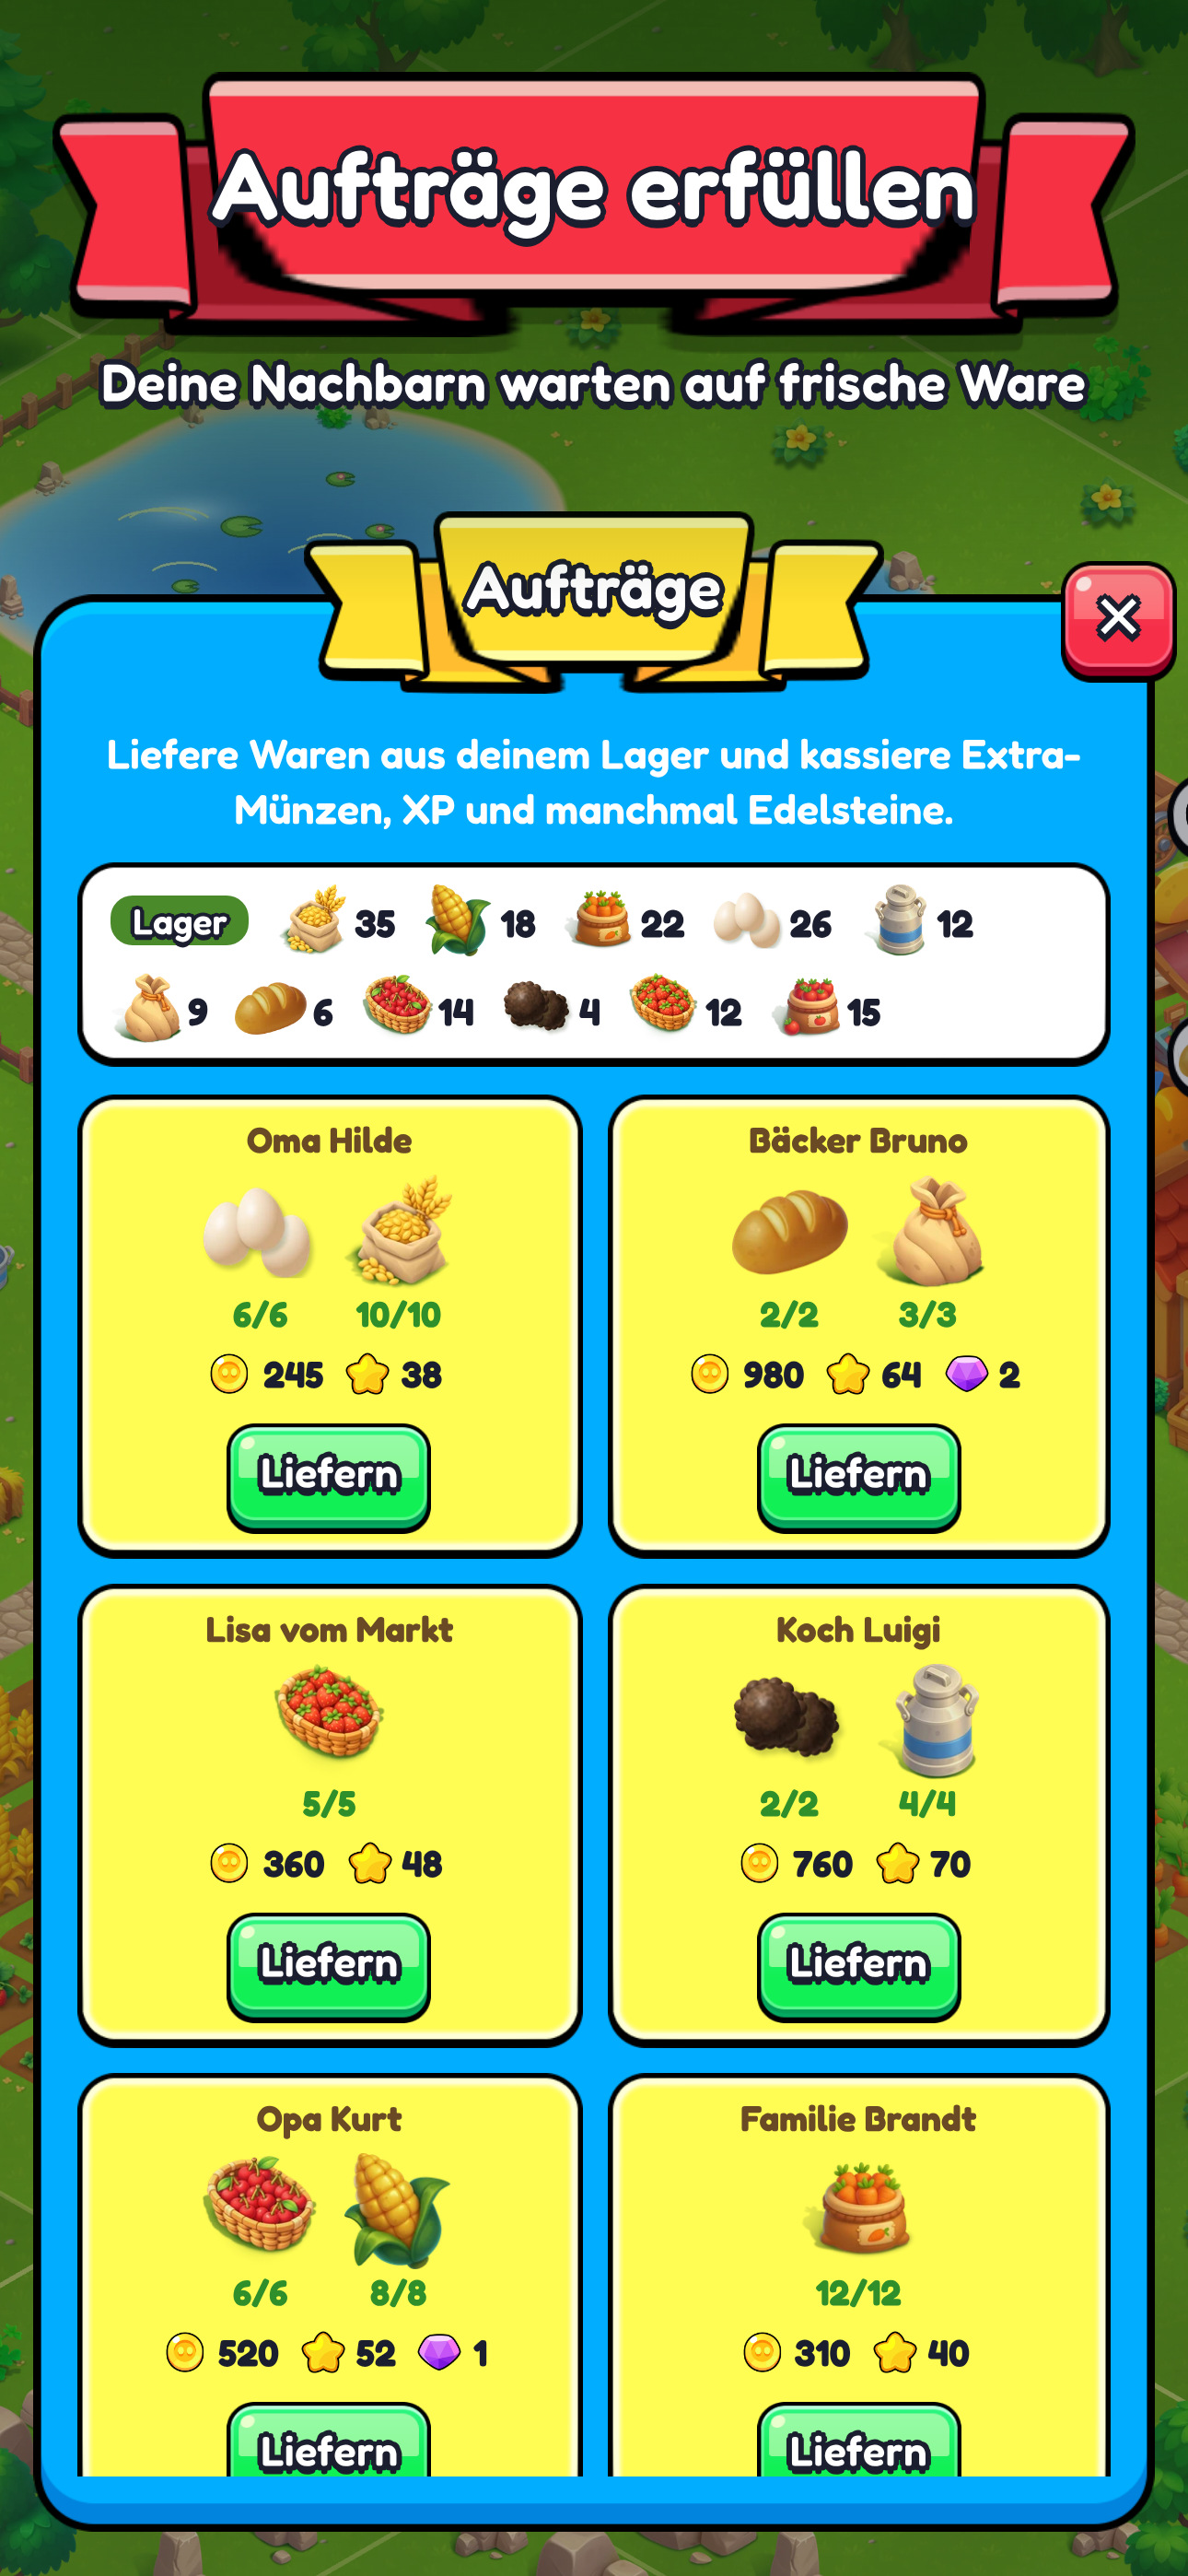 Aufträge erfüllen
Deine Nachbarn warten auf frische Ware
Aufträge
Liefere Waren aus deinem Lager und kassiere Extra-
Münzen, XP und manchmal Edelsteine.
Lager 35 18 22 26 12
9 6 14 4 12 15
Oma Hilde
6/6 10/10
245 38
Liefern
Bäcker Bruno
2/2 3/3
980 64 2
Liefern
Lisa vom Markt
5/5
360 48
Liefern
Koch Luigi
2/2 4/4
760 70
Liefern
Opa Kurt
6/6 8/8
520 52 1
Liefern
Familie Brandt
12/12
310 40
Liefern